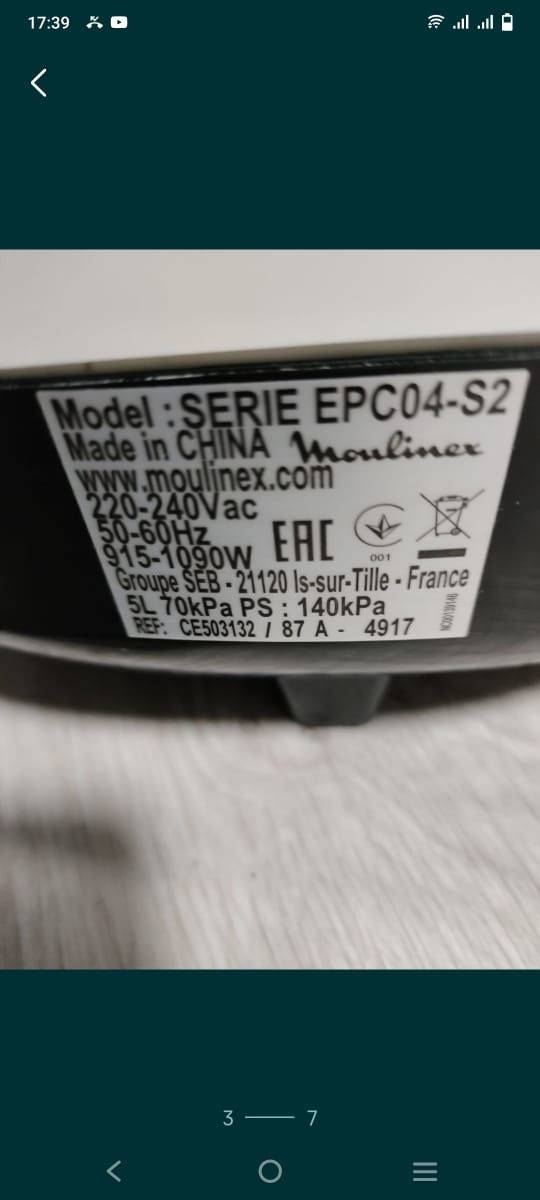 17:39
Model : SERIE EPC04-S2
Made in CHINA Moulinex
www.moulinex.com
220-240Vac
50-60Hz
915-1090W
EAC
001
Groupe SEB - 21120 Is-sur-Tille - France
5L 70kPa PS : 140kPa
REF: CE503132 / 87 A - 4917
3 — 7